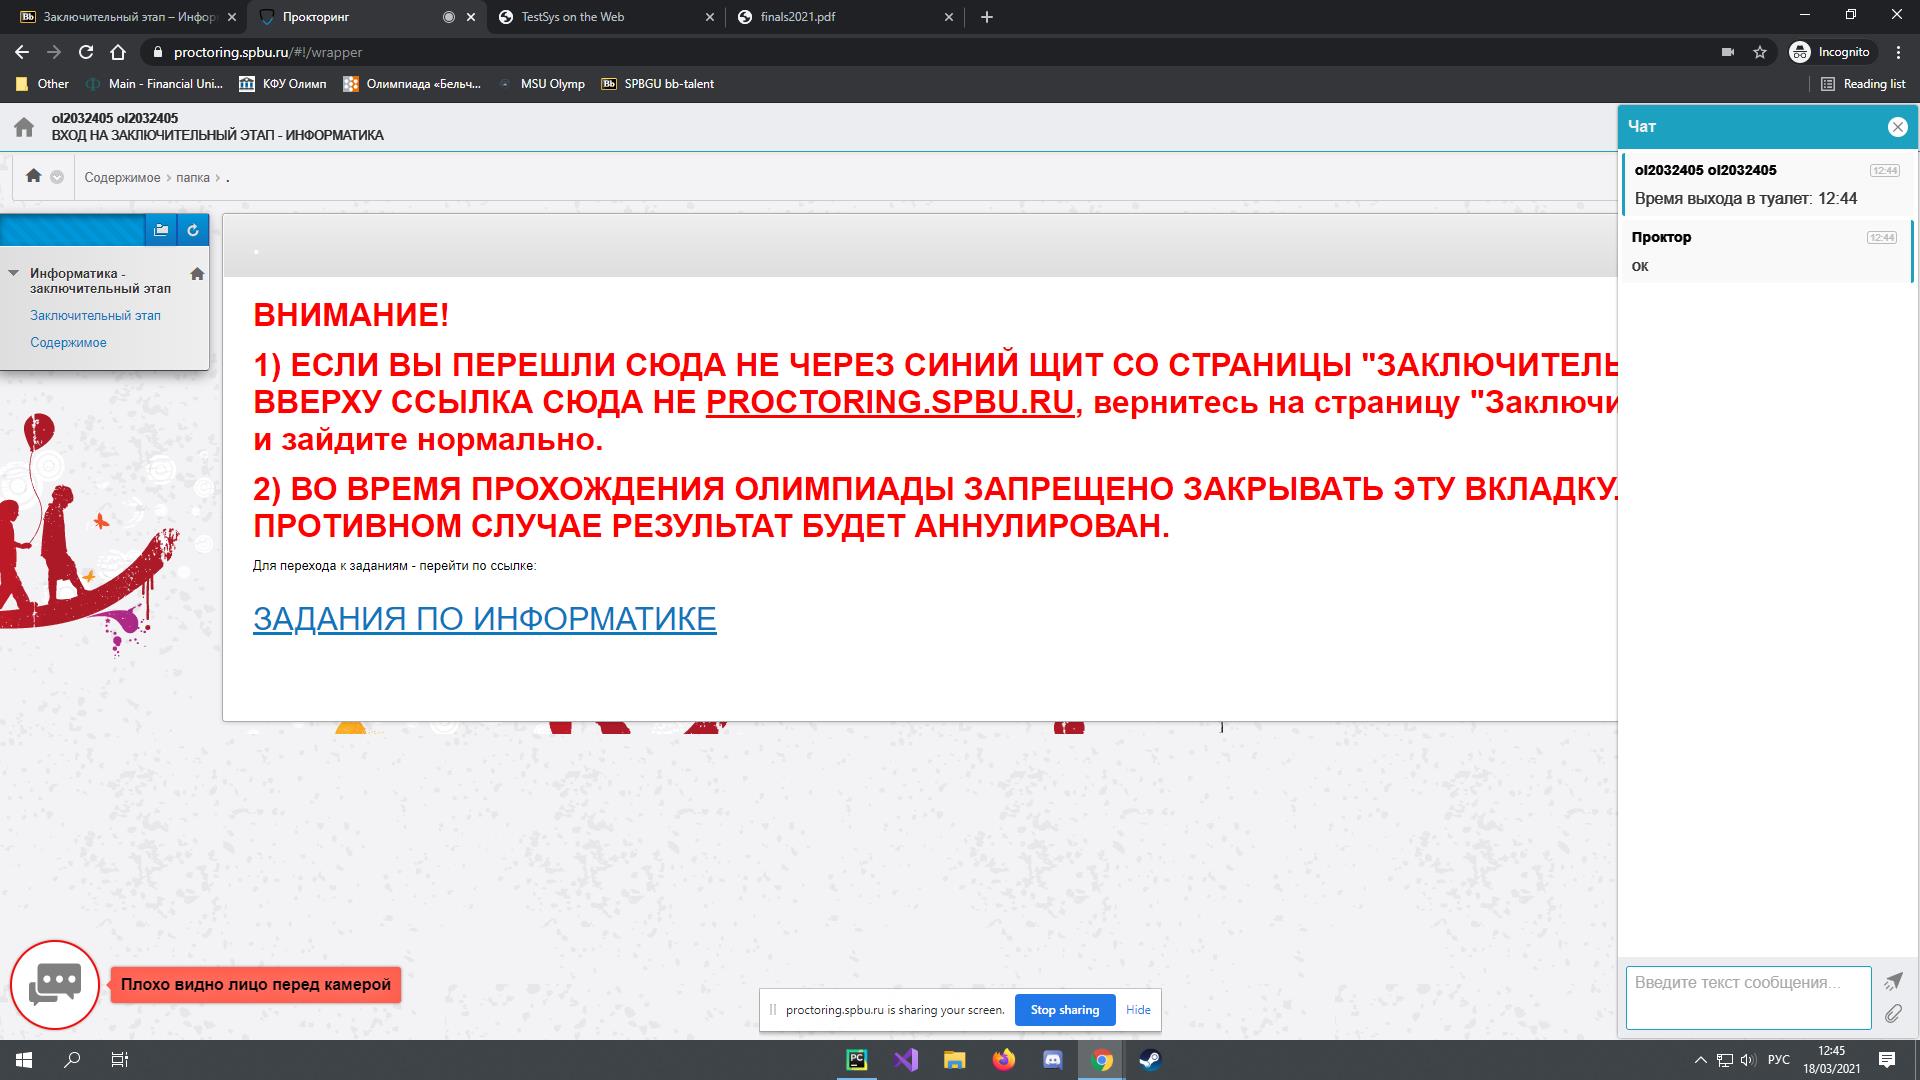 Заключительный этап – Инфор
Прокторинг
TestSys on the Web
finals2021.pdf
proctoring.spbu.ru/#!/wrapper
Incognito
Other
Main - Financial Uni...
КФУ Олимп
Олимпиада «Бельч...
MSU Olymp
SPBGU bb-talent
Reading list
ol2032405 ol2032405
ВХОД НА ЗАКЛЮЧИТЕЛЬНЫЙ ЭТАП - ИНФОРМАТИКА
Содержимое > папка > .
Информатика -
заключительный этап
Заключительный этап
Содержимое
.
ВНИМАНИЕ!
1) ЕСЛИ ВЫ ПЕРЕШЛИ СЮДА НЕ ЧЕРЕЗ СИНИЙ ЩИТ СО СТРАНИЦЫ "ЗАКЛЮЧИТЕЛЬ
ВВЕРХУ ССЫЛКА СЮДА НЕ PROCTORING.SPBU.RU, вернитесь на страницу "Заключи
и зайдите нормально.
2) ВО ВРЕМЯ ПРОХОЖДЕНИЯ ОЛИМПИАДЫ ЗАПРЕЩЕНО ЗАКРЫВАТЬ ЭТУ ВКЛАДКУ.
ПРОТИВНОМ СЛУЧАЕ РЕЗУЛЬТАТ БУДЕТ АННУЛИРОВАН.
Для перехода к заданиям - перейти по ссылке:
ЗАДАНИЯ ПО ИНФОРМАТИКЕ
Чат
ol2032405 ol2032405 12:44
Время выхода в туалет: 12:44
Проктор 12:44
ок
Введите текст сообщения...
Плохо видно лицо перед камерой
proctoring.spbu.ru is sharing your screen.
Stop sharing
Hide
РУС
12:45
18/03/2021